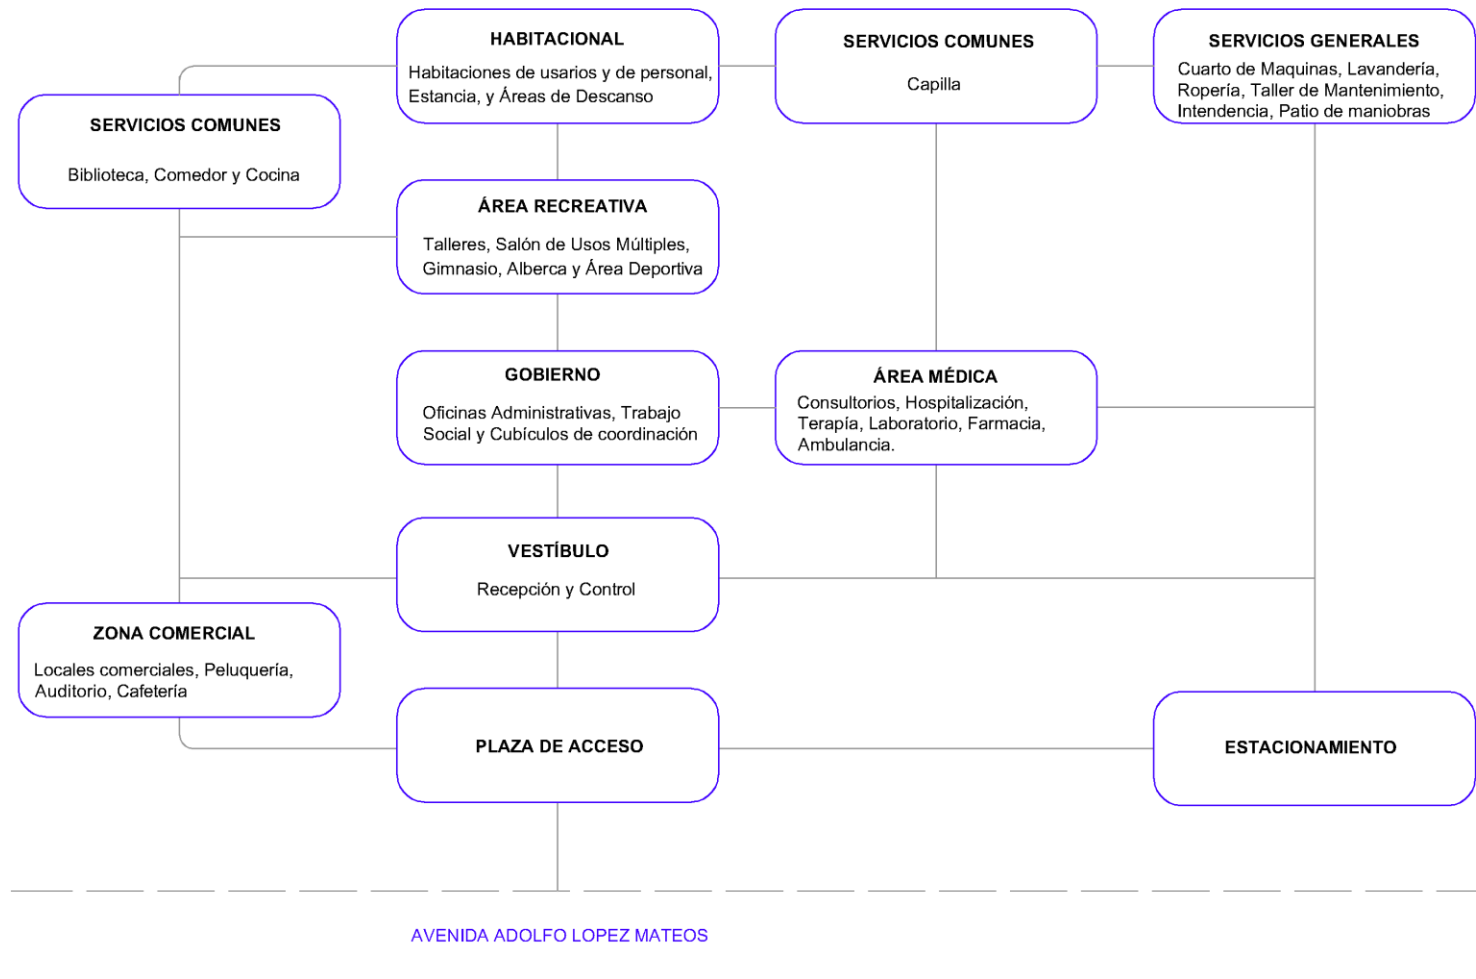 HABITACIONAL
Habitaciones de usarios y de personal,
Estancia, y Áreas de Descanso
SERVICIOS COMUNES
Capilla
SERVICIOS GENERALES
Cuarto de Maquinas, Lavandería,
Ropería, Taller de Mantenimiento,
Intendencia, Patio de maniobras
SERVICIOS COMUNES
Biblioteca, Comedor y Cocina
ÁREA RECREATIVA
Talleres, Salón de Usos Múltiples,
Gimnasio, Alberca y Área Deportiva
GOBIERNO
Oficinas Administrativas, Trabajo
Social y Cubículos de coordinación
ÁREA MÉDICA
Consultorios, Hospitalización,
Terapía, Laboratorio, Farmacia,
Ambulancia.
VESTÍBULO
Recepción y Control
ZONA COMERCIAL
Locales comerciales, Peluquería,
Auditorio, Cafetería
PLAZA DE ACCESO
ESTACIONAMIENTO
AVENIDA ADOLFO LOPEZ MATEOS